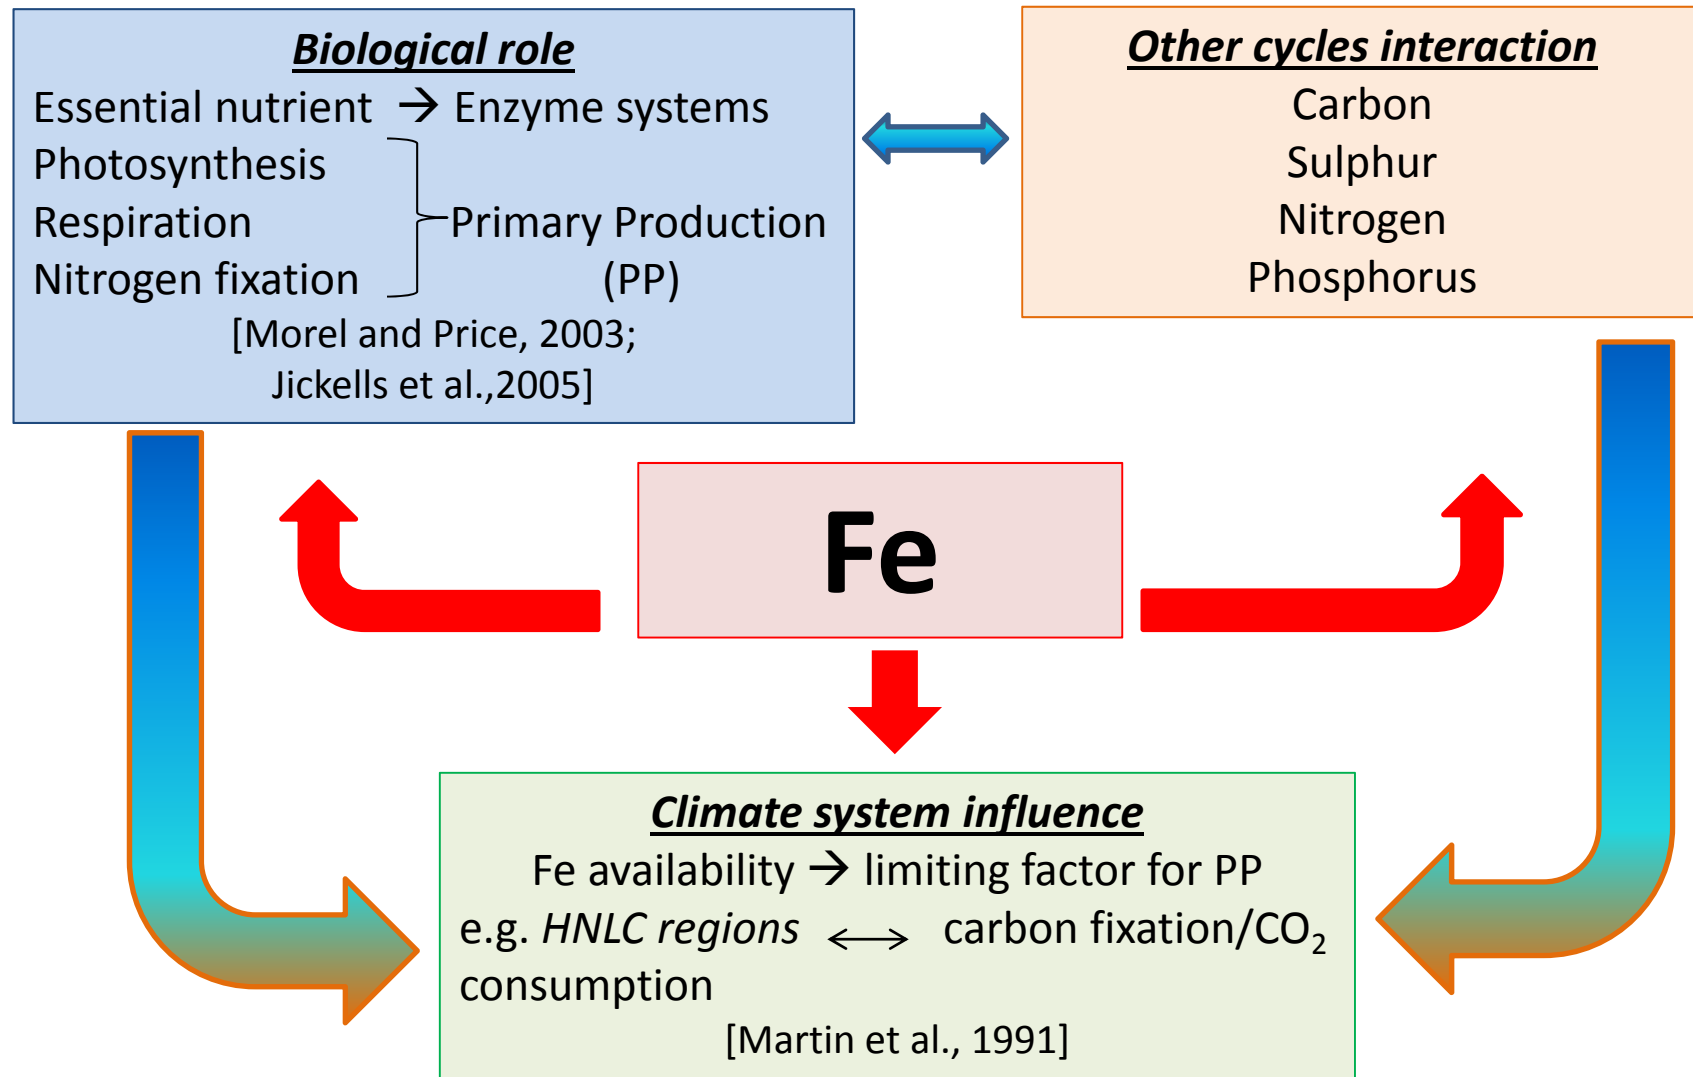 Biological role
Essential nutrient → Enzyme systems
Photosynthesis
Respiration
Primary Production
Nitrogen fixation
(PP)
[Morel and Price, 2003;
Jickells et al.,2005]
Other cycles interaction
Carbon
Sulphur
Nitrogen
Phosphorus
Fe
Climate system influence
Fe availability → limiting factor for PP
e.g. HNLC regions ↔ carbon fixation/CO₂
consumption
[Martin et al., 1991]